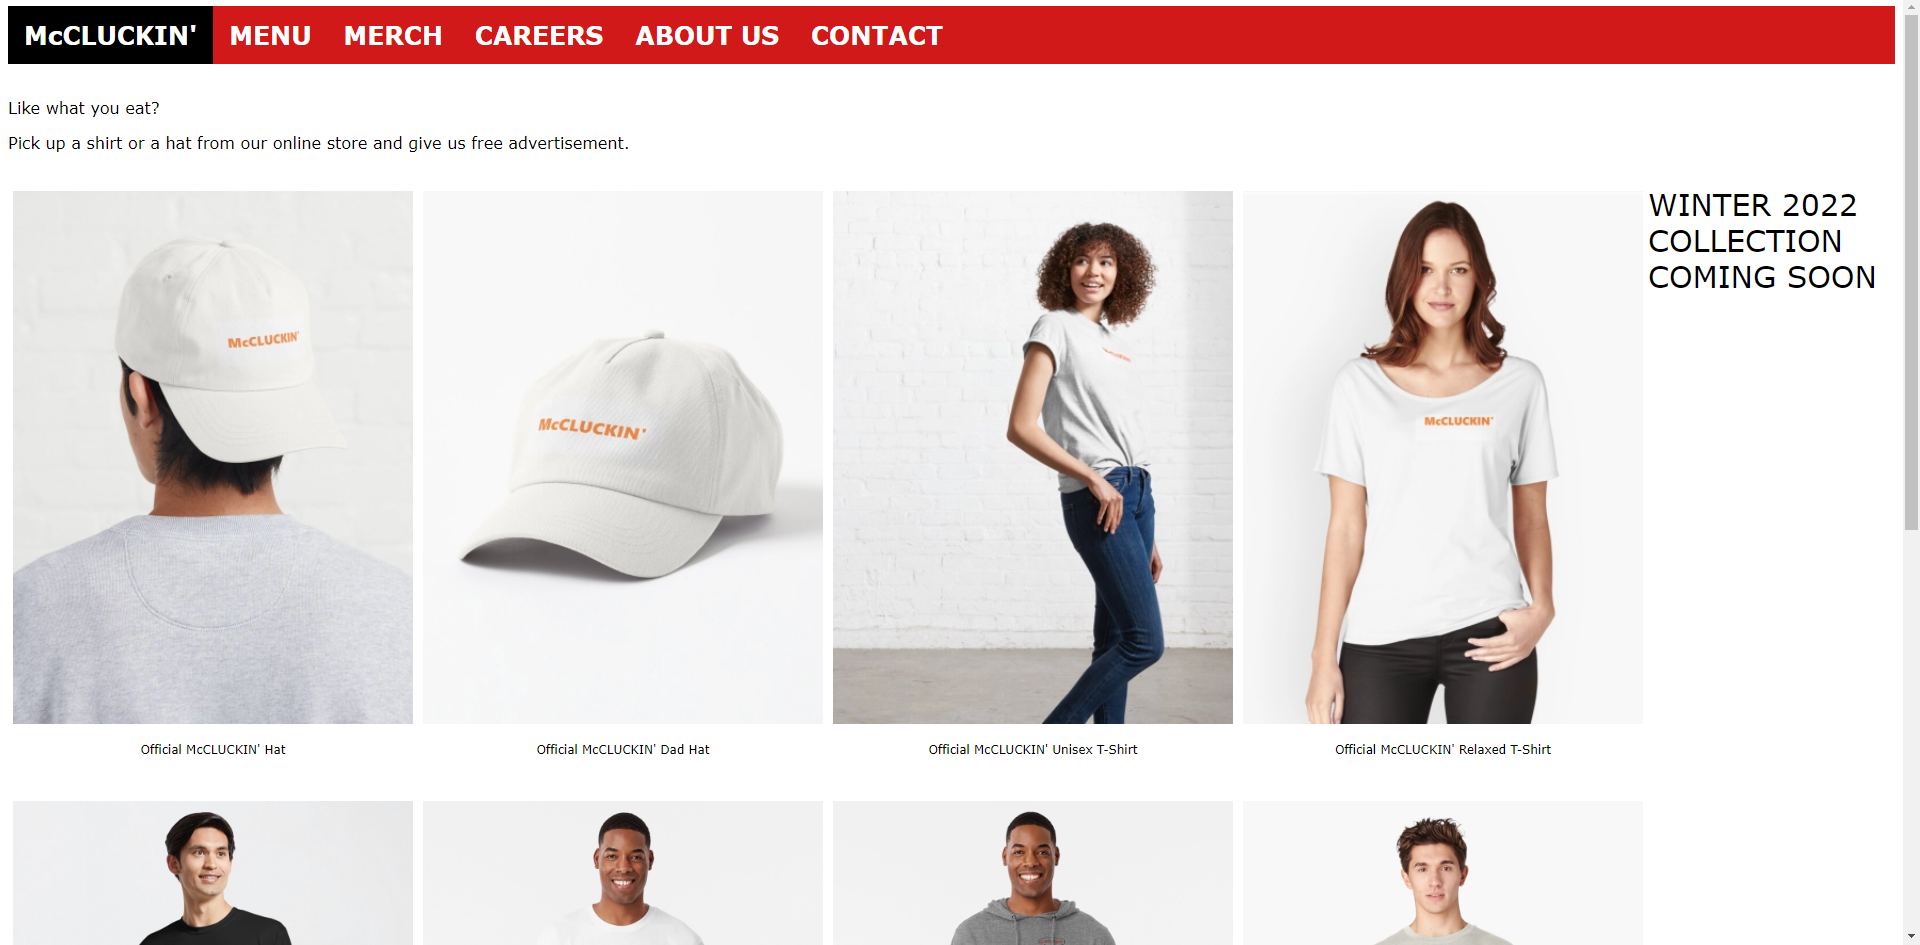 McCLUCKIN' MENU MERCH CAREERS ABOUT US CONTACT
Like what you eat?
Pick up a shirt or a hat from our online store and give us free advertisement.
WINTER 2022
COLLECTION
COMING SOON
McCLUCKIN'
McCLUCKIN'
McCLUCKIN'
Official McCLUCKIN' Hat
Official McCLUCKIN' Dad Hat
Official McCLUCKIN' Unisex T-Shirt
Official McCLUCKIN' Relaxed T-Shirt